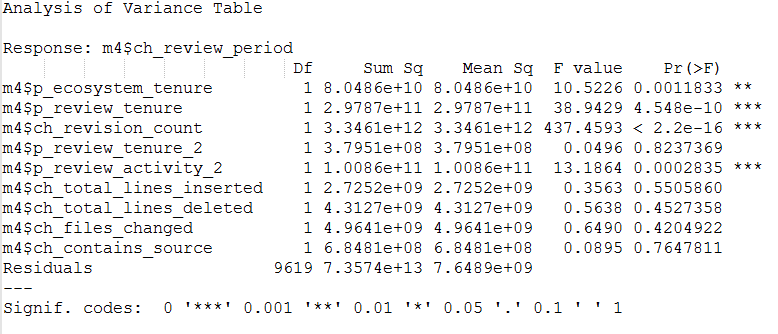 Analysis of Variance Table
Response: m4$ch_review_period
Df Sum Sq Mean Sq F value Pr(>F)
m4$p_ecosystem_tenure 1 8.0486e+10 8.0486e+10 10.5226 0.0011833 **
m4$p_review_tenure 1 2.9787e+11 2.9787e+11 38.9429 4.548e-10 ***
m4$ch_revision_count 1 3.3461e+12 3.3461e+12 437.4593 < 2.2e-16 ***
m4$p_review_tenure_2 1 3.7951e+08 3.7951e+08 0.0496 0.8237369
m4$p_review_activity_2 1 1.0086e+11 1.0086e+11 13.1864 0.0002835 ***
m4$ch_total_lines_inserted 1 2.7252e+09 2.7252e+09 0.3563 0.5505860
m4$ch_total_lines_deleted 1 4.3127e+09 4.3127e+09 0.5638 0.4527358
m4$ch_files_changed 1 4.9641e+09 4.9641e+09 0.6490 0.4204922
m4$ch_contains_source 1 6.8481e+08 6.8481e+08 0.0895 0.7647811
Residuals 9619 7.3574e+13 7.6489e+09
---
Signif. codes: 0 '***' 0.001 '**' 0.01 '*' 0.05 '.' 0.1 ' ' 1